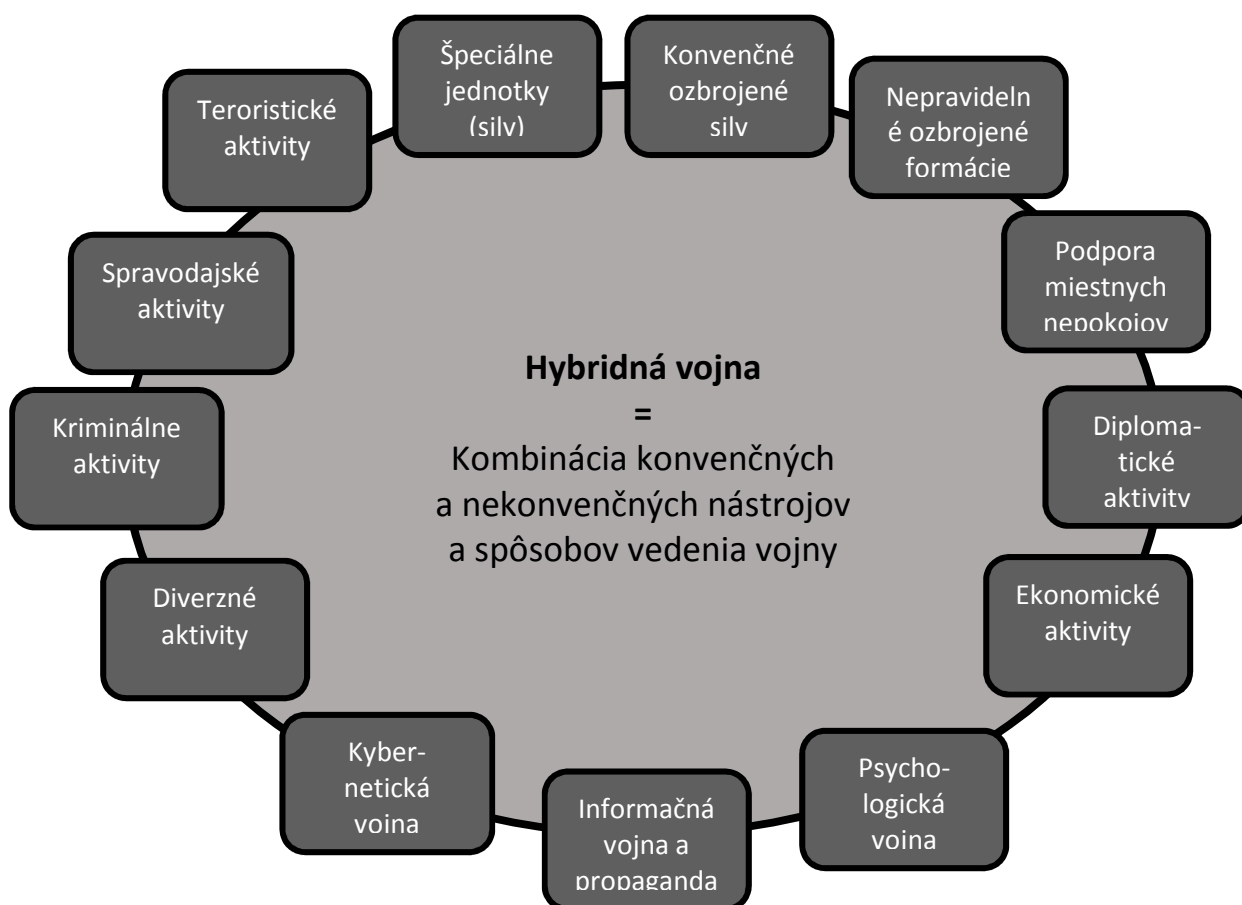 Špeciálne
jednotky
(sily)
Konvenčné
ozbrojené
sily
Nepravideln
é ozbrojené
formácie
Teroristické
aktivity
Podpora
miestnych
nepokojov
Spravodajské
aktivity
Hybridná vojna
=
Kombinácia konvenčných
a nekonvenčných nástrojov
a spôsobov vedenia vojny
Kriminálne
aktivity
Diploma-
tické
aktivity
Diverzné
aktivity
Ekonomické
aktivity
Kyber-
netická
vojna
Informačná
vojna a
propaganda
Psycho-
logická
vojna